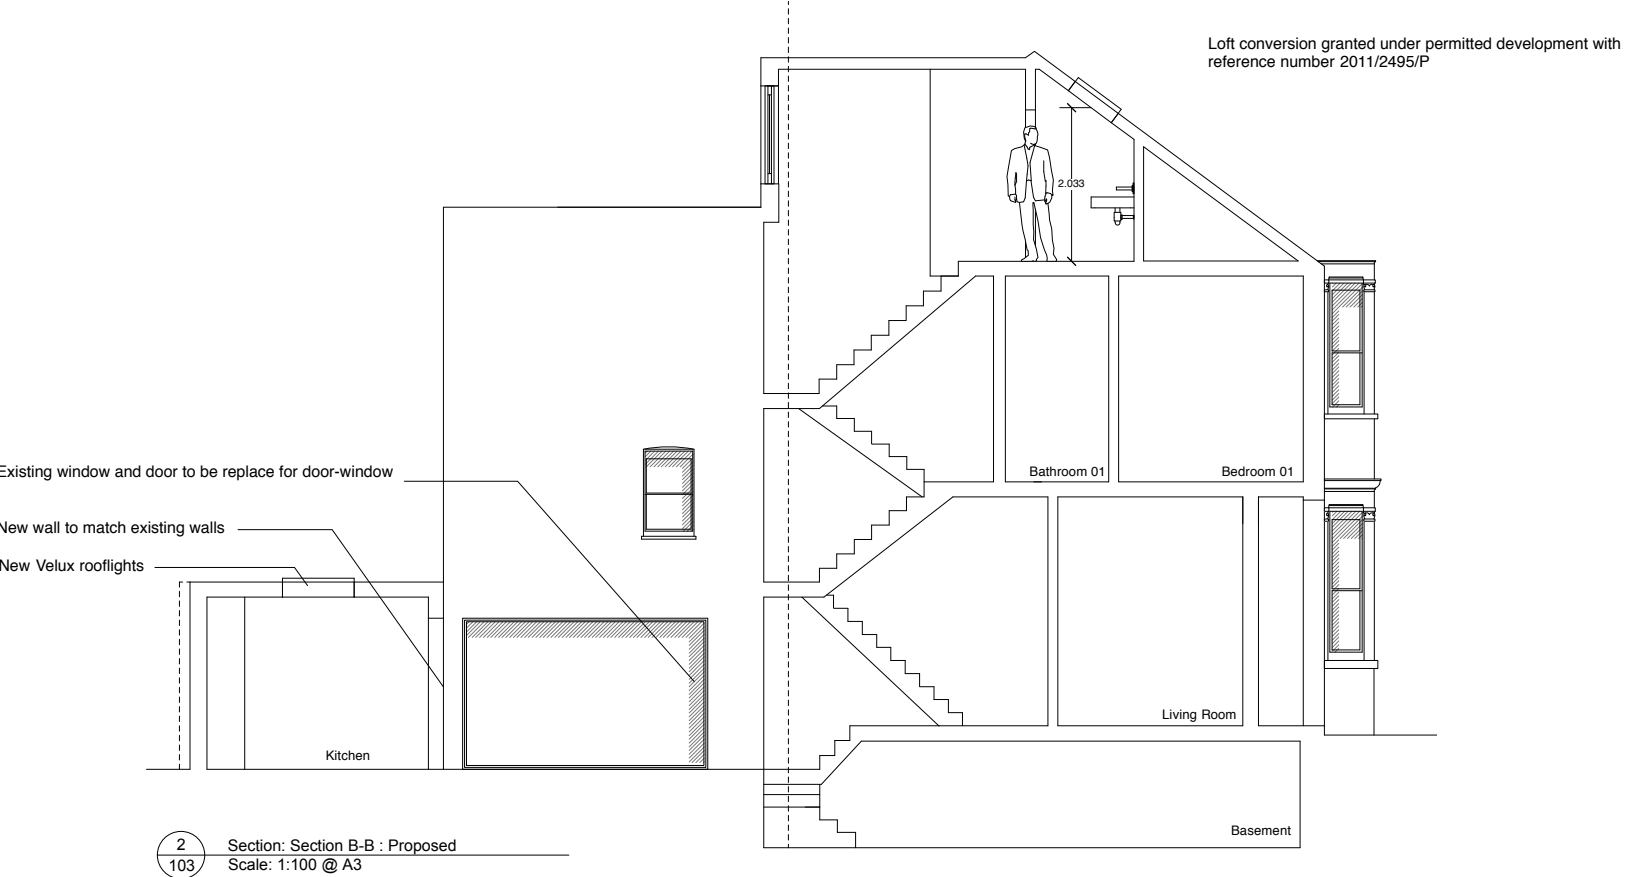 Loft conversion granted under permitted development with
reference number 2011/2495/P
2.033
Bathroom 01
Bedroom 01
Existing window and door to be replace for door-window
New wall to match existing walls
New Velux rooflights
Living Room
Kitchen
Basement
2
103
Section: Section B-B : Proposed
Scale: 1:100 @ A3